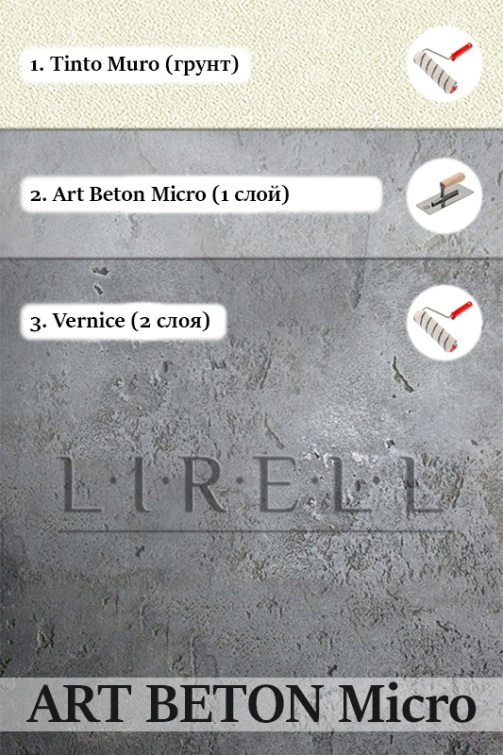 1. Tinto Muro (грунт)
2. Art Beton Micro (1 слой)
3. Vernice (2 слоя)
L·I·R·E·L·L
ART BETON Micro